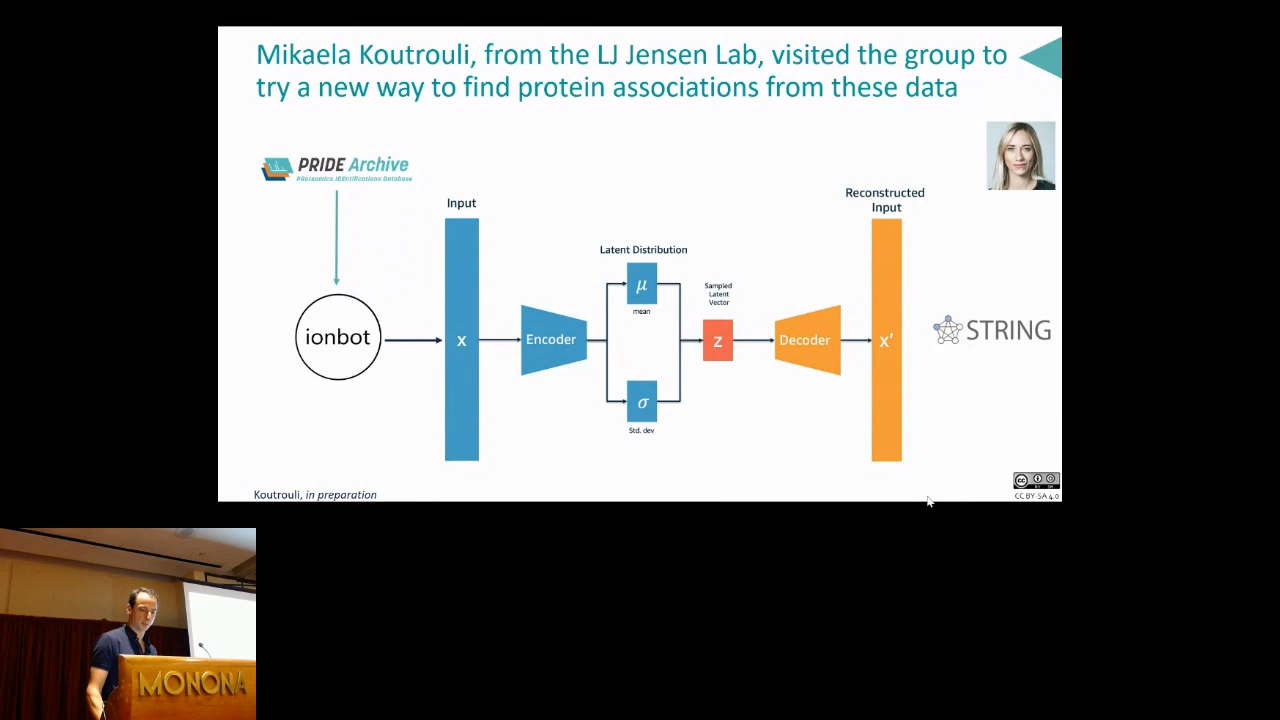 Mikaela Koutrouli, from the LJ Jensen Lab, visited the group to
try a new way to find protein associations from these data
PRIDE Archive
PRoteomics IDEntifications Database
Input
Reconstructed
Input
Latent Distribution
μ
mean
Sampled
Latent
Vector
ionbot
x
Encoder
z
Decoder
x'
STRING
σ
Std. dev
Koutrouli, in preparation
CC BY-SA 4.0
MONONA